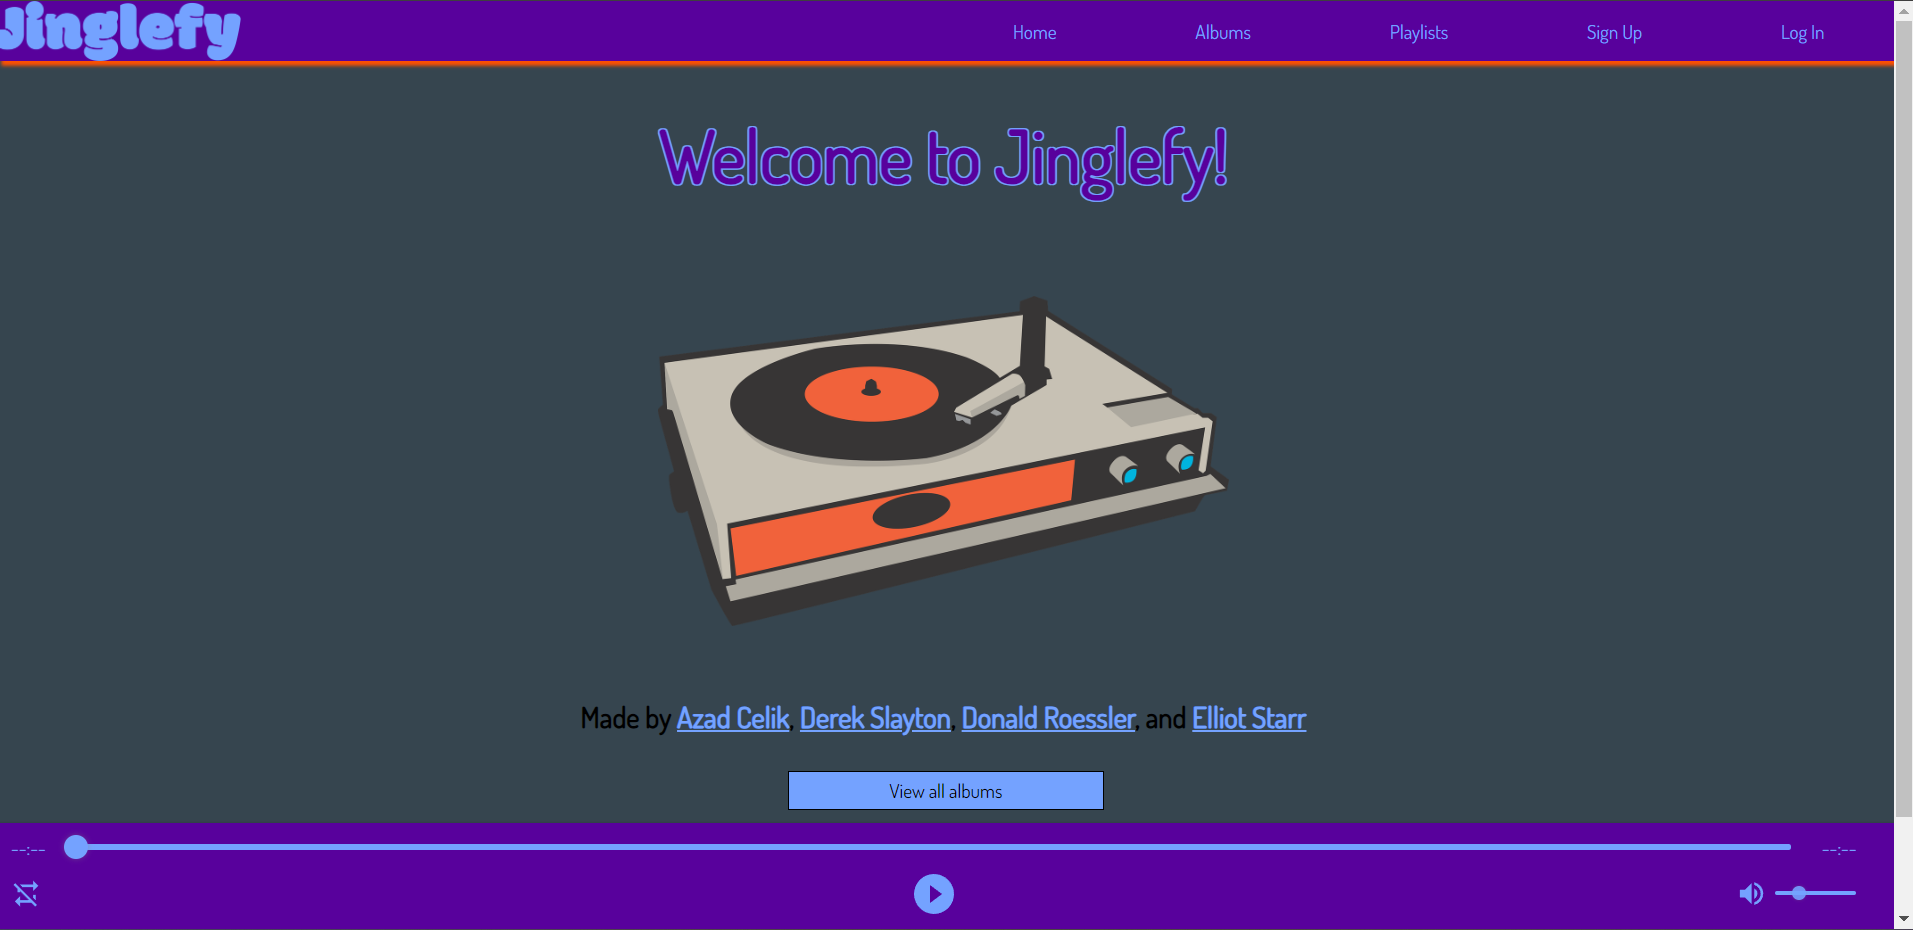 Jinglefy
Home Albums Playlists Sign Up Log In
Welcome to Jinglefy!
Made by Azad Celik, Derek Slayton, Donald Roessler, and Elliot Starr
View all albums
--:-- --:--